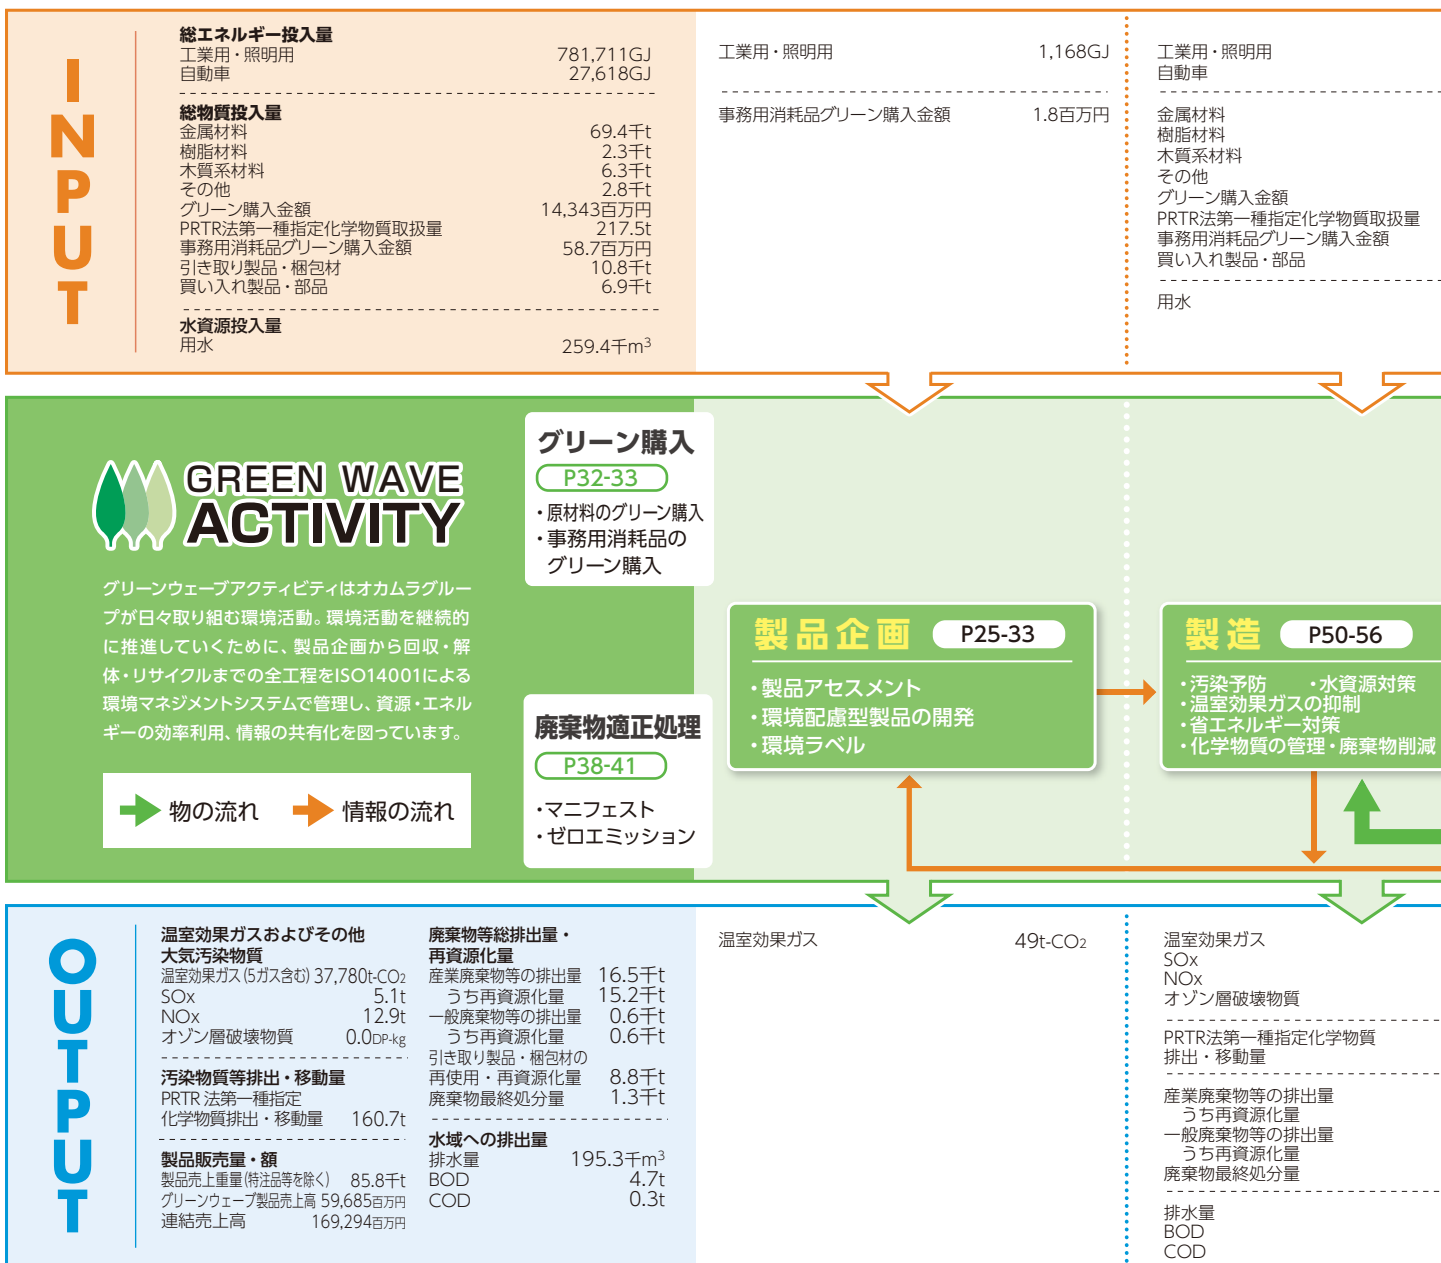 INPUT
総エネルギー投入量
工業用・照明用 781,711GJ
自動車 27,618GJ
総物質投入量
金属材料 69.4千t
樹脂材料 2.3千t
木質系材料 6.3千t
その他 2.8千t
グリーン購入金額 14,343百万円
PRTR法第一種指定化学物質取扱量 217.5t
事務用消耗品グリーン購入金額 58.7百万円
引き取り製品・梱包材 10.8千t
買い入れ製品・部品 6.9千t
水資源投入量
用水 259.4千m³
工業用・照明用 1,168GJ
事務用消耗品グリーン購入金額 1.8百万円
工業用・照明用
自動車
金属材料
樹脂材料
木質系材料
その他
グリーン購入金額
PRTR法第一種指定化学物質取扱量
事務用消耗品グリーン購入金額
買い入れ製品・部品
用水
GREEN WAVE
ACTIVITY
グリーンウェーブアクティビティはオカムラグルー
プが日々取り組む環境活動。環境活動を継続的
に推進していくために、製品企画から回収・解
体・リサイクルまでの全工程をISO14001による
環境マネジメントシステムで管理し、資源・エネル
ギーの効率利用、情報の共有化を図っています。
物の流れ 情報の流れ
グリーン購入
P32-33
・原材料のグリーン購入
・事務用消耗品の
グリーン購入
廃棄物適正処理
P38-41
・マニフェスト
・ゼロエミッション
製品企画 P25-33
・製品アセスメント
・環境配慮型製品の開発
・環境ラベル
製造 P50-56
・汚染予防 ・水資源対策
・温室効果ガスの抑制
・省エネルギー対策
・化学物質の管理・廃棄物削減
OUTPUT
温室効果ガスおよびその他
大気汚染物質
温室効果ガス(5ガス含む) 37,780t-CO₂
SOx 5.1t
NOx 12.9t
オゾン層破壊物質 0.0DP-kg
汚染物質等排出・移動量
PRTR法第一種指定
化学物質排出・移動量 160.7t
製品販売量・額
製品売上重量(特注品等を除く) 85.8千t
グリーンウェーブ製品売上高 59,685百万円
連結売上高 169,294百万円
廃棄物等総排出量・
再資源化量
産業廃棄物等の排出量 16.5千t
うち再資源化量 15.2千t
一般廃棄物等の排出量 0.6千t
うち再資源化量 0.6千t
引き取り製品・梱包材の
再使用・再資源化量 8.8千t
廃棄物最終処分量 1.3千t
水域への排出量
排水量 195.3千m³
BOD 4.7t
COD 0.3t
温室効果ガス 49t-CO₂
温室効果ガス
SOx
NOx
オゾン層破壊物質
PRTR法第一種指定化学物質
排出・移動量
産業廃棄物等の排出量
うち再資源化量
一般廃棄物等の排出量
うち再資源化量
廃棄物最終処分量
排水量
BOD
COD